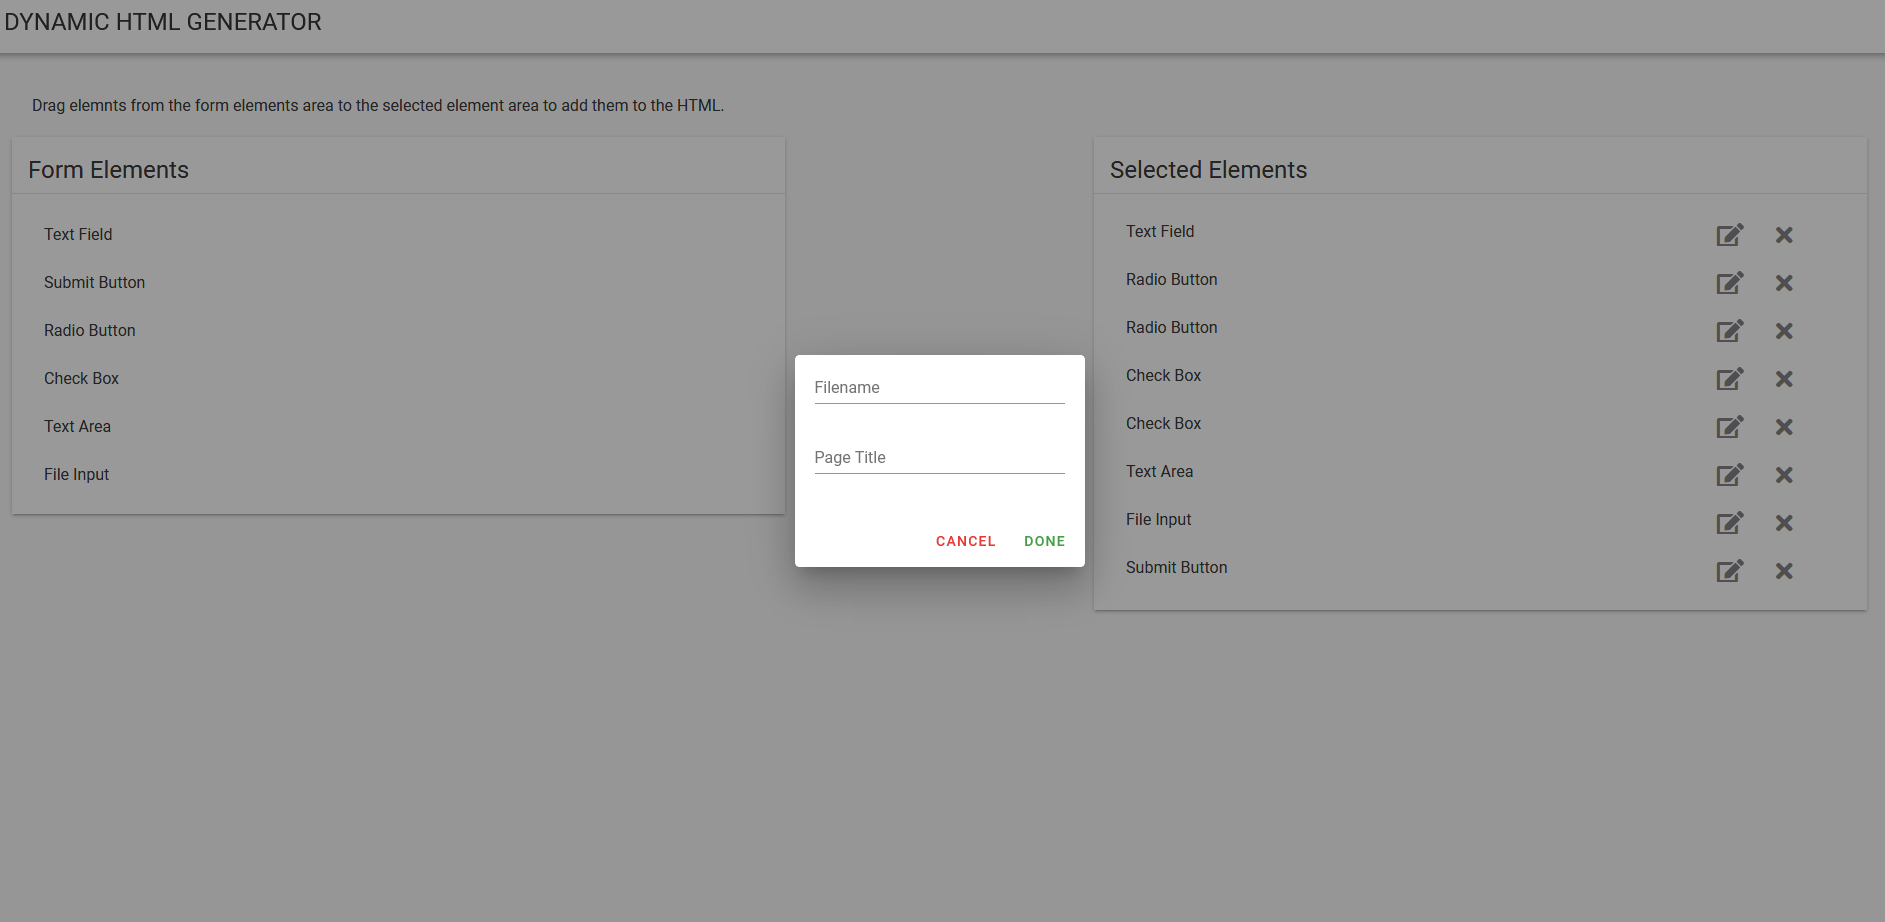 DYNAMIC HTML GENERATOR
Drag elemnts from the form elements area to the selected element area to add them to the HTML.
Form Elements
Text Field
Submit Button
Radio Button
Check Box
Text Area
File Input
Filename
Page Title
CANCEL DONE
Selected Elements
Text Field
Radio Button
Radio Button
Check Box
Check Box
Text Area
File Input
Submit Button